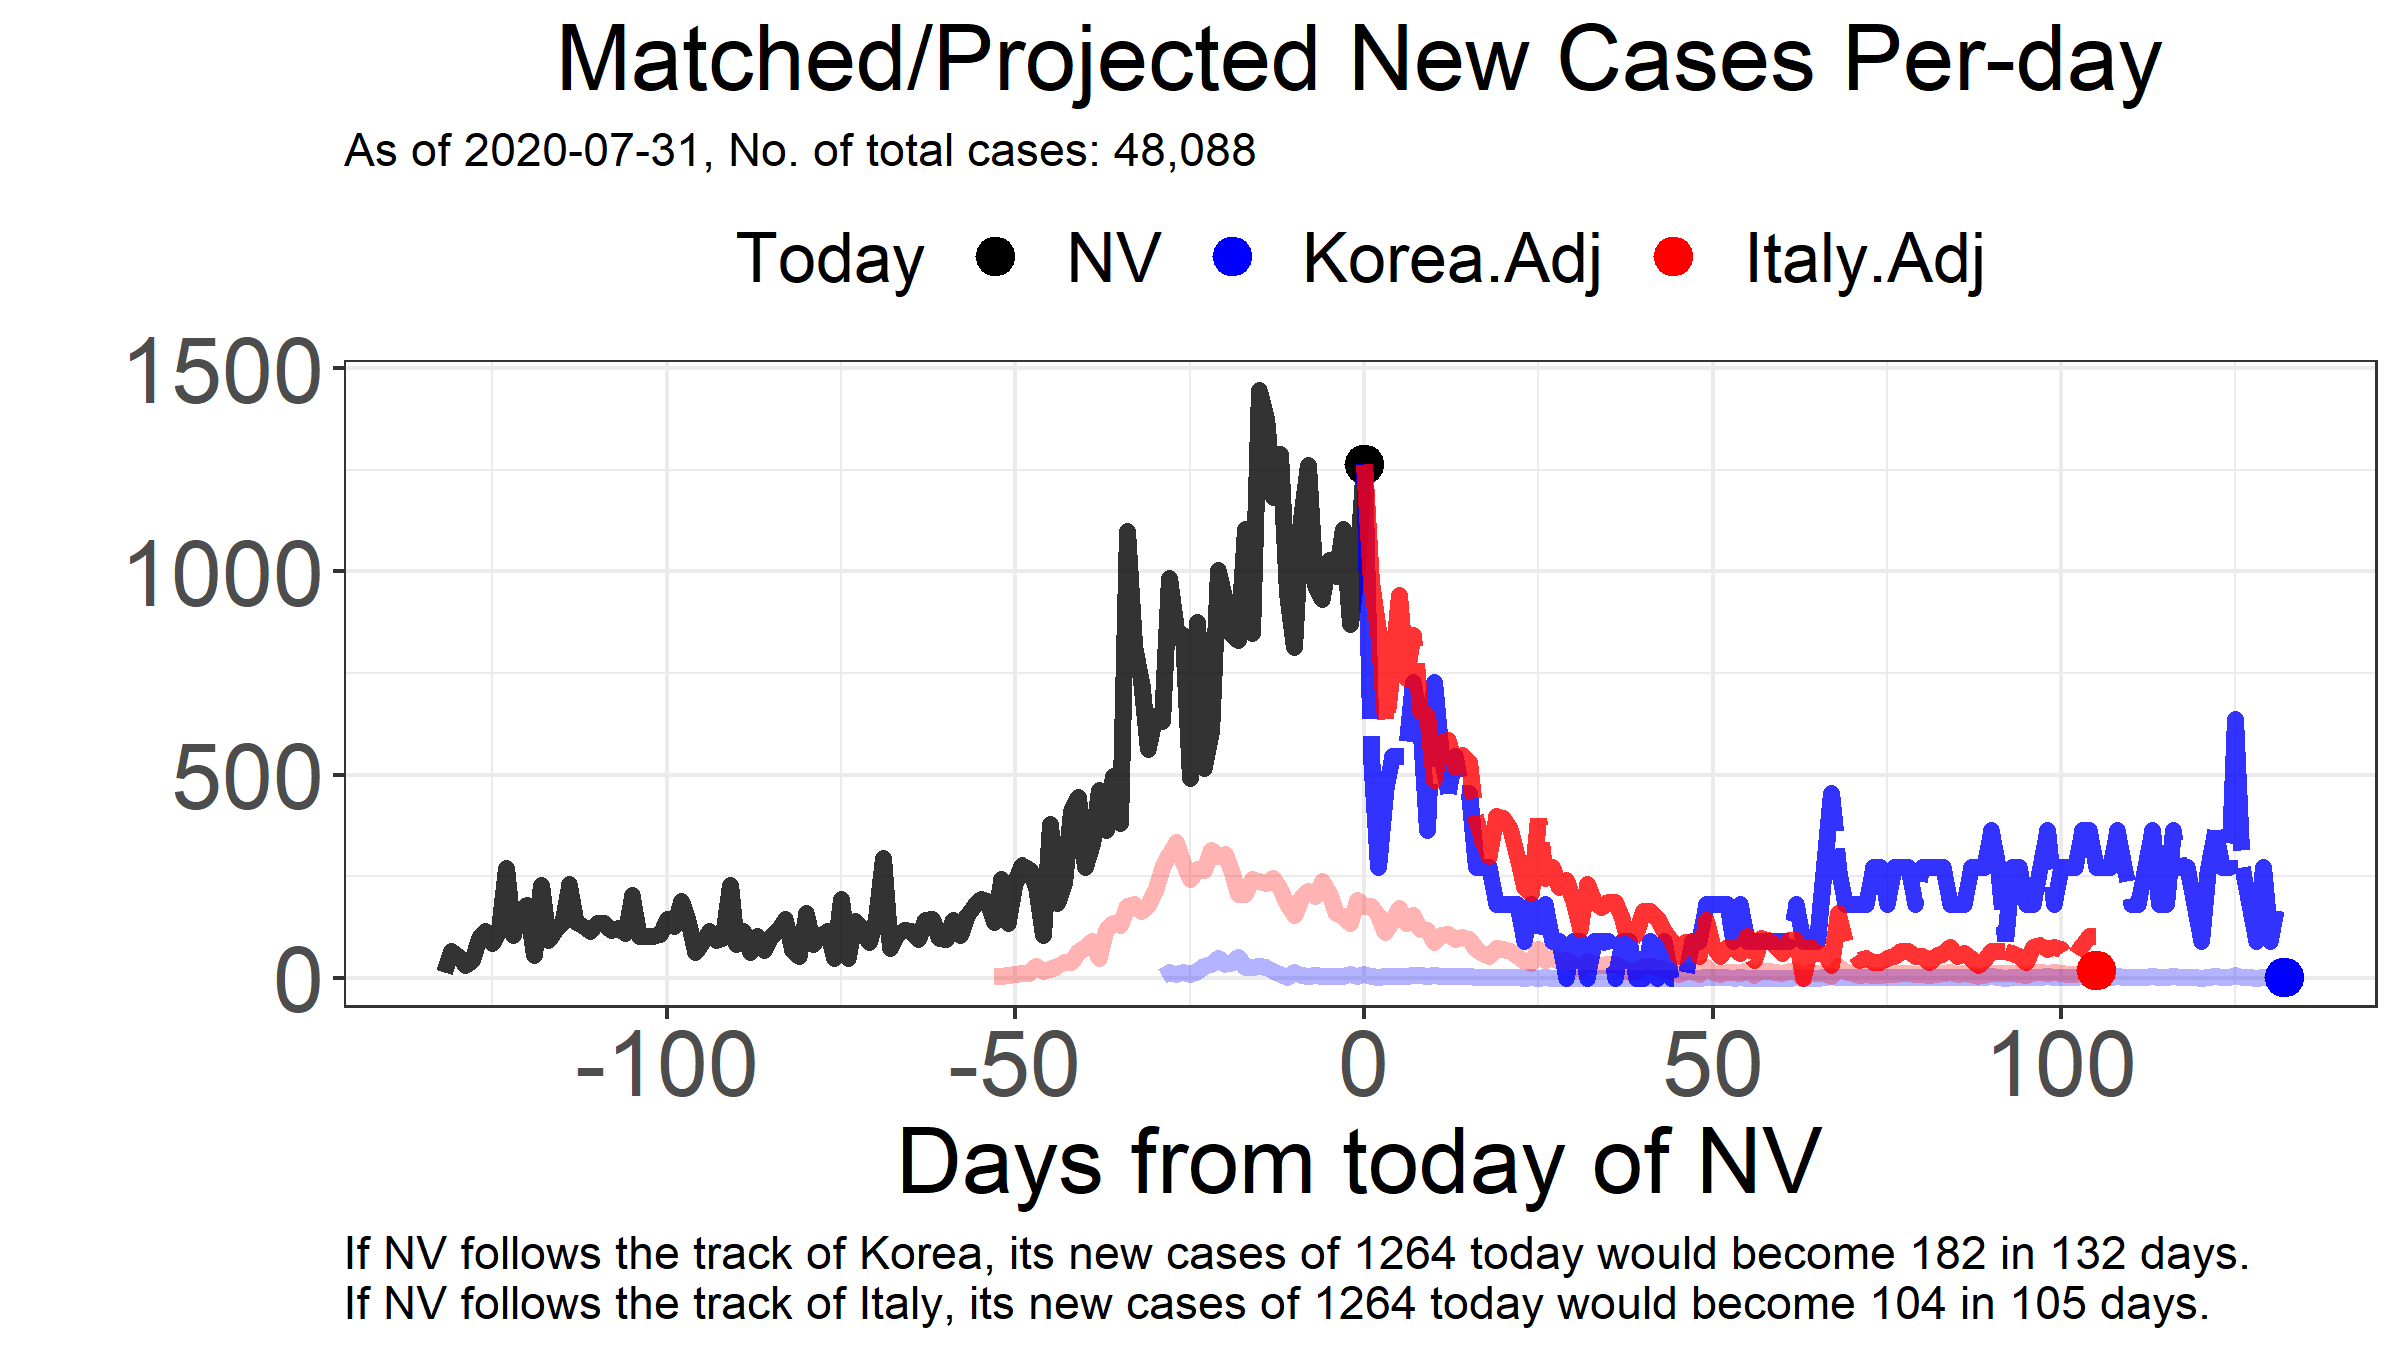 Matched/Projected New Cases Per-day
As of 2020-07-31, No. of total cases: 48,088
Today NV Korea.Adj Italy.Adj
1500
1000
500
0
-100 -50 0 50 100
Days from today of NV
If NV follows the track of Korea, its new cases of 1264 today would become 182 in 132 days.
If NV follows the track of Italy, its new cases of 1264 today would become 104 in 105 days.